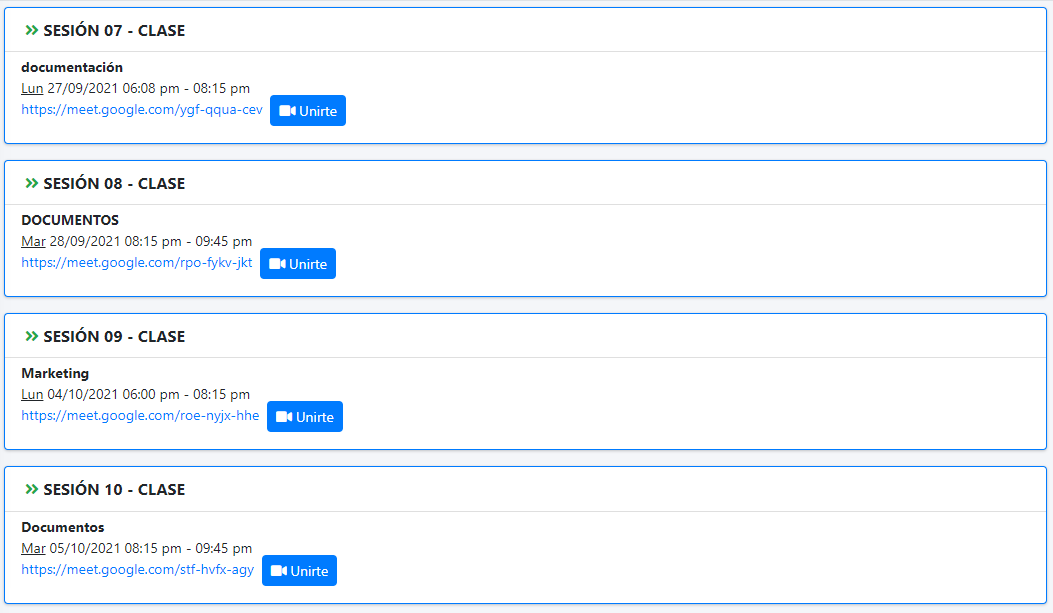 SESIÓN 07 - CLASE
documentación
Lun 27/09/2021 06:08 pm - 08:15 pm
https://meet.google.com/ygf-qqua-cev Unirte
SESIÓN 08 - CLASE
DOCUMENTOS
Mar 28/09/2021 08:15 pm - 09:45 pm
https://meet.google.com/rpo-fykv-jkt Unirte
SESIÓN 09 - CLASE
Marketing
Lun 04/10/2021 06:00 pm - 08:15 pm
https://meet.google.com/roe-nyjx-hhe Unirte
SESIÓN 10 - CLASE
Documentos
Mar 05/10/2021 08:15 pm - 09:45 pm
https://meet.google.com/stf-hvfx-agy Unirte